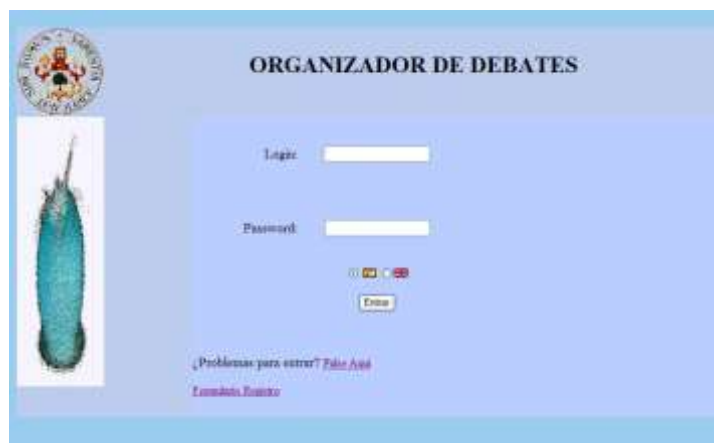 ORGANIZADOR DE DEBATES
Login:
Password:
Entrar
¿Problemas para entrar? Pulse Aquí
Formulario Registro